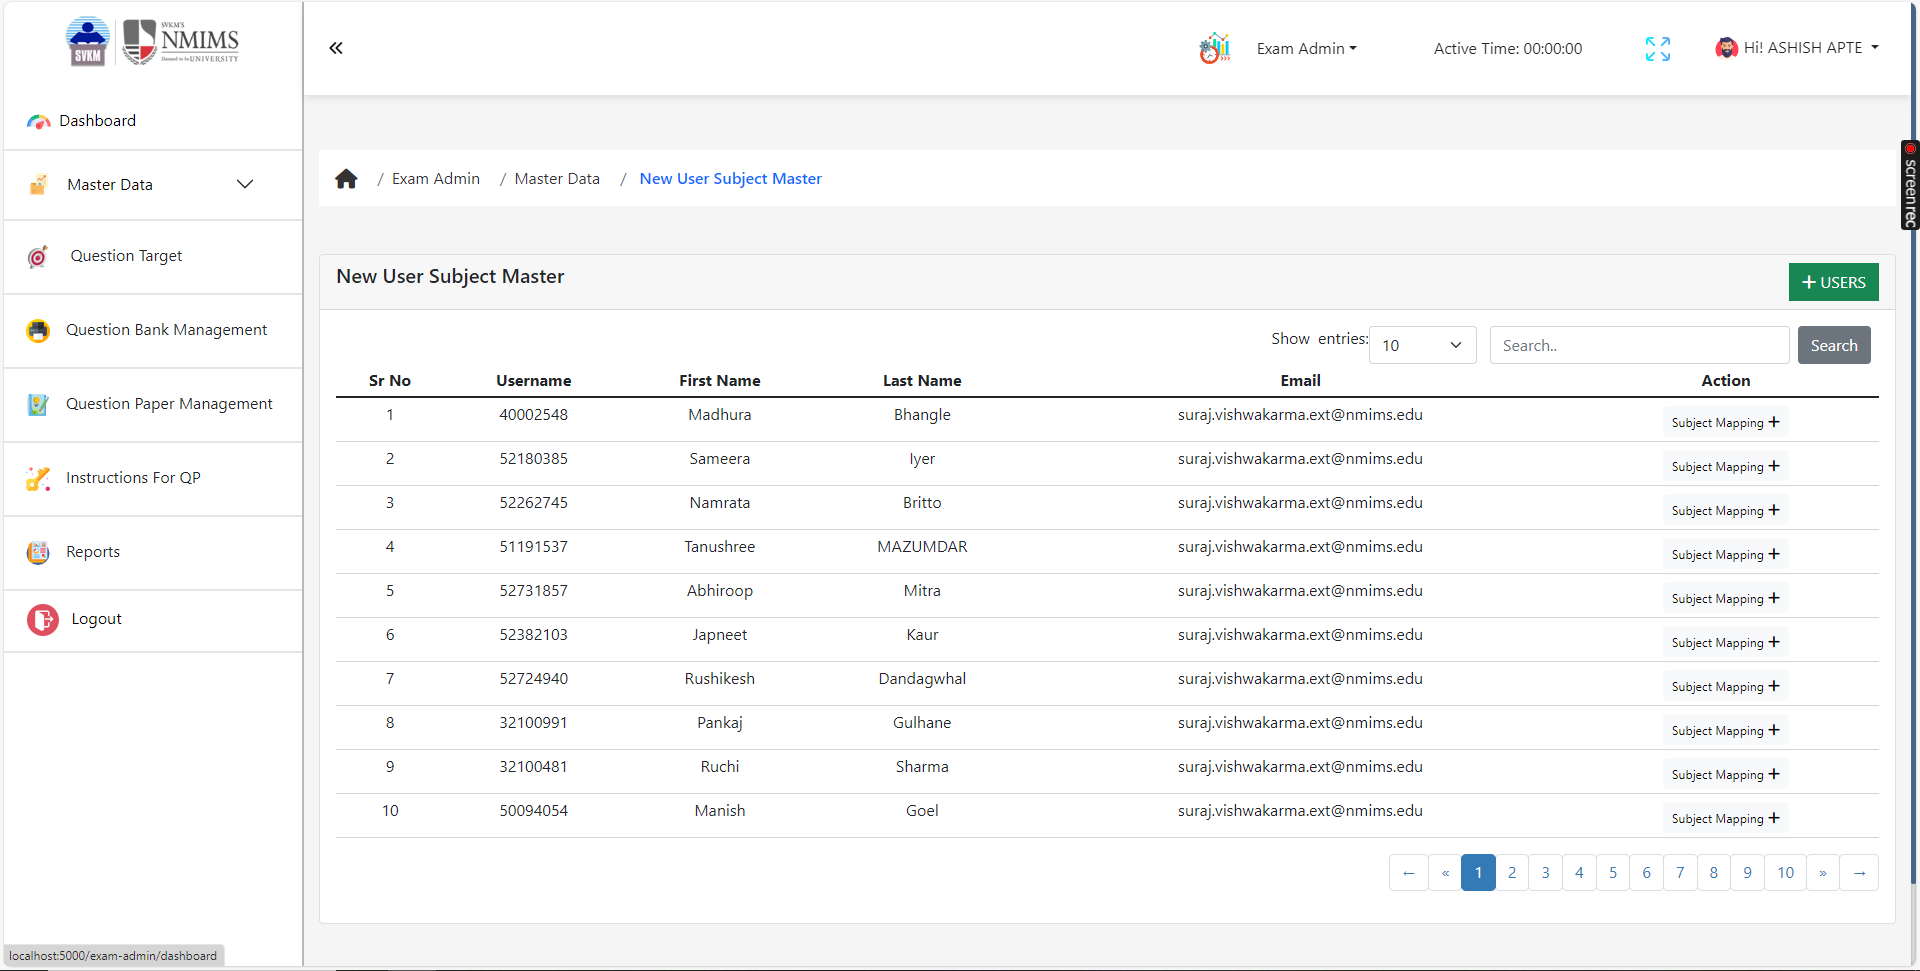 SVKM
SVKM'S
NMIMS
Deemed to be UNIVERSITY
Exam Admin
Active Time: 00:00:00
Hi! ASHISH APTE
Dashboard
Master Data
Question Target
Question Bank Management
Question Paper Management
Instructions For QP
Reports
Logout
screenrec
/ Exam Admin / Master Data / New User Subject Master
New User Subject Master
USERS
Show entries: 10 Search.. Search
Sr No Username First Name Last Name Email Action
1 40002548 Madhura Bhangle suraj.vishwakarma.ext@nmims.edu Subject Mapping +
2 52180385 Sameera Iyer suraj.vishwakarma.ext@nmims.edu Subject Mapping +
3 52262745 Namrata Britto suraj.vishwakarma.ext@nmims.edu Subject Mapping +
4 51191537 Tanushree MAZUMDAR suraj.vishwakarma.ext@nmims.edu Subject Mapping +
5 52731857 Abhiroop Mitra suraj.vishwakarma.ext@nmims.edu Subject Mapping +
6 52382103 Japneet Kaur suraj.vishwakarma.ext@nmims.edu Subject Mapping +
7 52724940 Rushikesh Dandagwhal suraj.vishwakarma.ext@nmims.edu Subject Mapping +
8 32100991 Pankaj Gulhane suraj.vishwakarma.ext@nmims.edu Subject Mapping +
9 32100481 Ruchi Sharma suraj.vishwakarma.ext@nmims.edu Subject Mapping +
10 50094054 Manish Goel suraj.vishwakarma.ext@nmims.edu Subject Mapping +
← « 1 2 3 4 5 6 7 8 9 10 » →
localhost:5000/exam-admin/dashboard